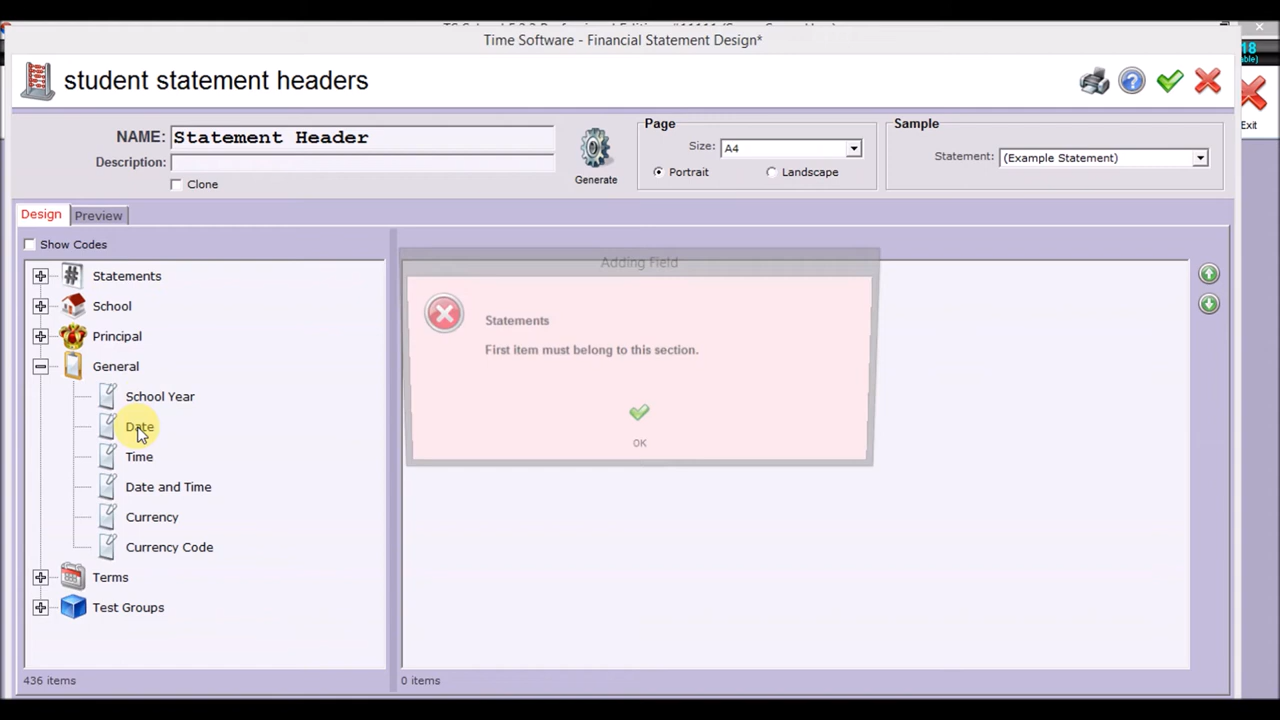 Time Software - Financial Statement Design*
18
able)
student statement headers
Exit
NAME: Statement Header
Description:
Clone
Generate
Page
Size: A4
Portrait Landscape
Sample
Statement: (Example Statement)
Design Preview
Show Codes
Statements
School
Principal
General
School Year
Date
Time
Date and Time
Currency
Currency Code
Terms
Test Groups
436 items
Adding Field
Statements
First item must belong to this section.
OK
0 items